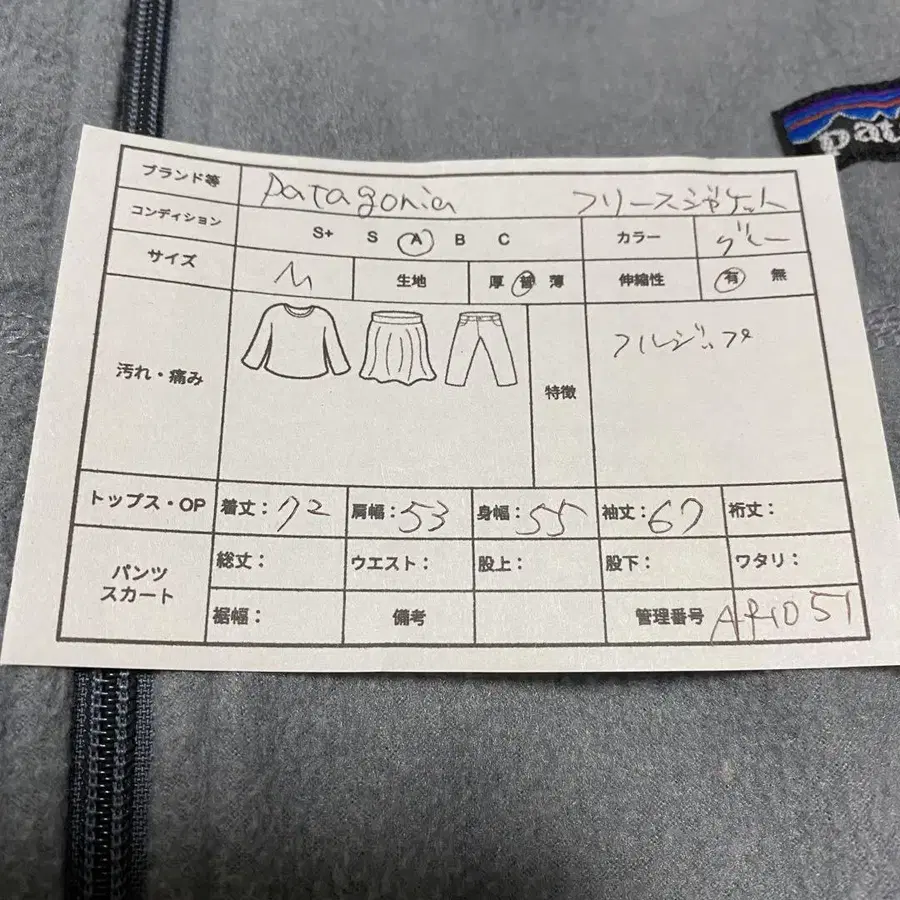 pat
ブランド等 patagonia フリースジャケット
コンディション S+ S A B C カラー グレー
サイズ M 生地 厚 普 薄 伸縮性 有 無
汚れ・痛み 特徴 フルジップ
トップス・OP 着丈:72 肩幅:53 身幅:55 袖丈:67 裄丈:
パンツ スカート 総丈: ウエスト: 股上: 股下: ワタリ:
裾幅: 備考 管理番号